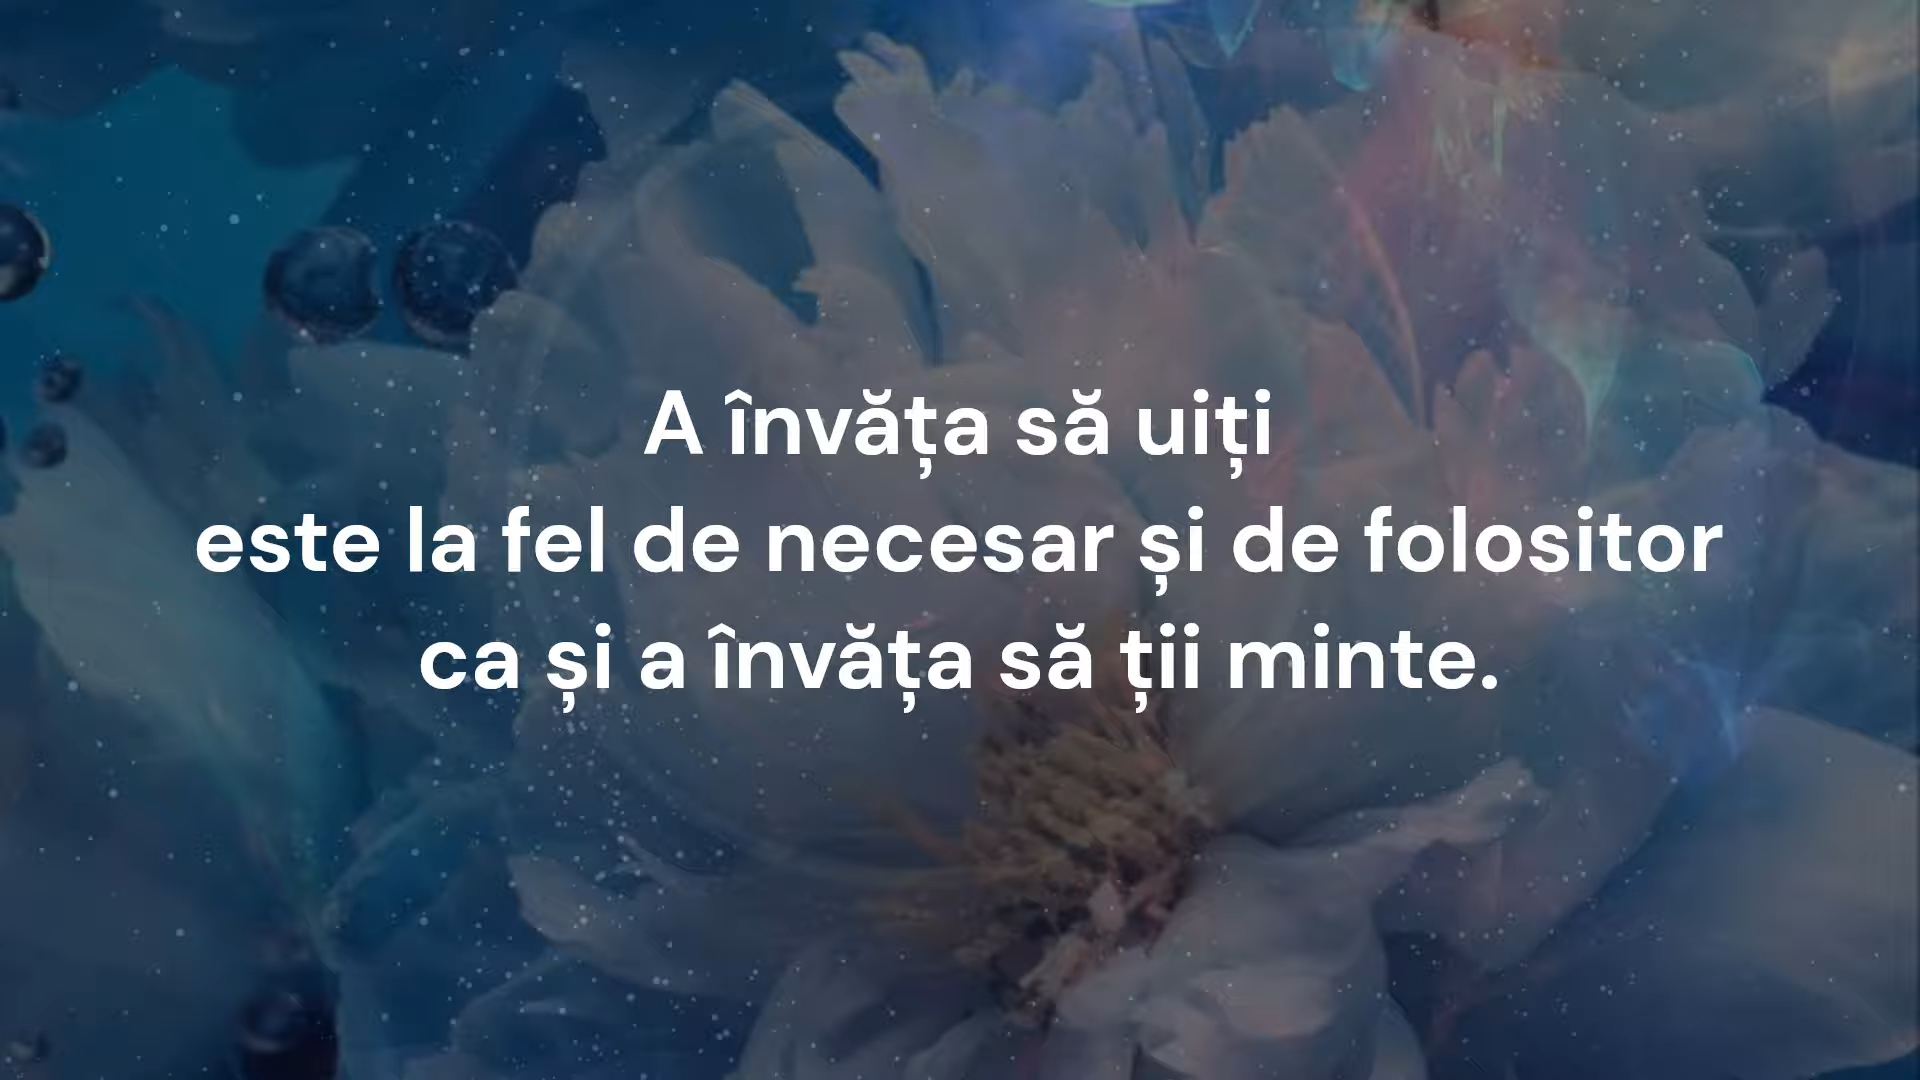 A învăța să uiți
este la fel de necesar și de folositor
ca și a învăța să ții minte.